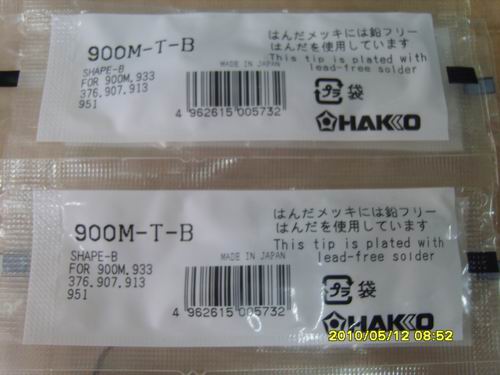 900M-T-B
SHAPE-B
FOR 900M.933
376.907.913
951
MADE IN JAPAN
4 962615 005732
はんだメッキには鉛フリー
はんだを使用しています
This tip is plated with
lead-free solder
プラ 袋
HAKKO
900M-T-B
SHAPE-B
FOR 900M.933
376.907.913
951
MADE IN JAPAN
4 962615 005732
はんだメッキには鉛フリー
はんだを使用しています
This tip is plated with
lead-free solder
プラ 袋
HAKKO
2010/05/12 08:52